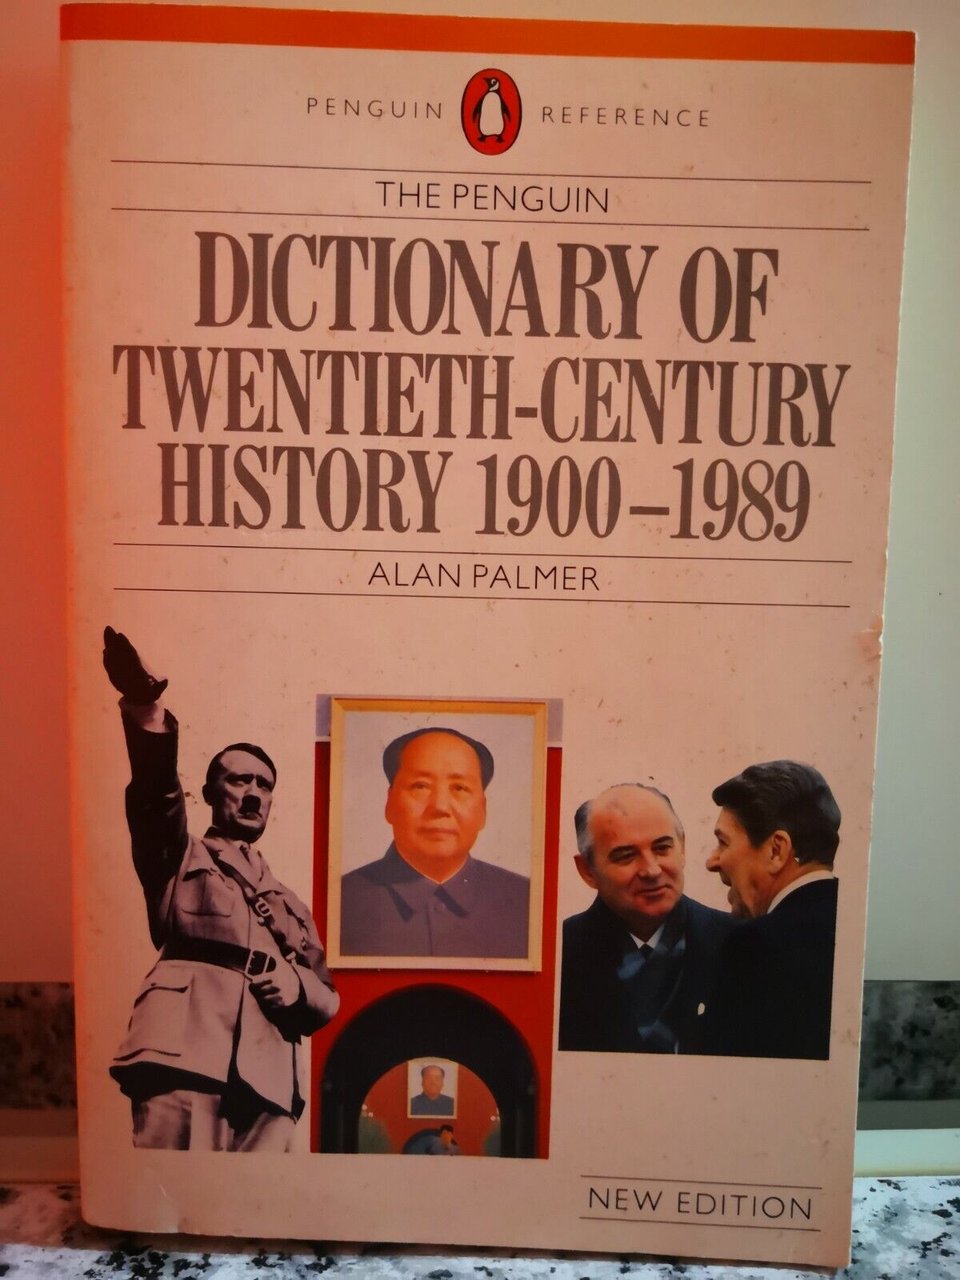 PENGUIN REFERENCE
THE PENGUIN
DICTIONARY OF
TWENTIETH-CENTURY
HISTORY 1900-1989
ALAN PALMER
NEW EDITION